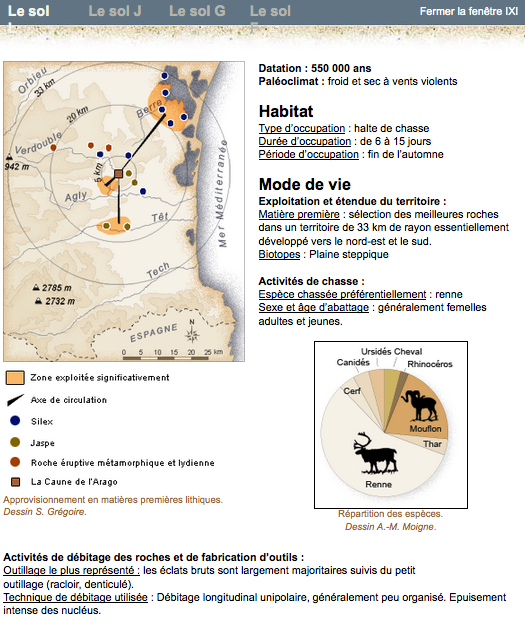 Le sol L
Le sol J
Le sol G
Le sol F
Fermer la fenêtre IXI
Orbieu
33 km
20 km
Berre
Verdouble
942 m
5 km
Agly
Têt
Mer Méditerranée
Tech
2785 m
2732 m
ESPAGNE
N
0 5 10 15 20 25 km
Zone exploitée significativement
Axe de circulation
Silex
Jaspe
Roche éruptive métamorphique et lydienne
La Caune de l'Arago
Approvisionnement en matières premières lithiques.
Dessin S. Grégoire.
Datation : 550 000 ans
Paléoclimat : froid et sec à vents violents
Habitat
Type d'occupation : halte de chasse
Durée d'occupation : de 6 à 15 jours
Période d'occupation : fin de l'automne
Mode de vie
Exploitation et étendue du territoire :
Matière première : sélection des meilleures roches
dans un territoire de 33 km de rayon essentiellement
développé vers le nord-est et le sud.
Biotopes : Plaine steppique
Activités de chasse :
Espèce chassée préférentiellement : renne
Sexe et âge d'abattage : généralement femelles
adultes et jeunes.
Ursidés Cheval
Canidés
Rhinocéros
Cerf
Mouflon
Thar
Renne
Répartition des espèces.
Dessin A.-M. Moigne.
Activités de débitage des roches et de fabrication d'outils :
Outillage le plus représenté : les éclats bruts sont largement majoritaires suivis du petit
outillage (racloir, denticulé).
Technique de débitage utilisée : Débitage longitudinal unipolaire, généralement peu organisé. Epuisement
intense des nucléus.